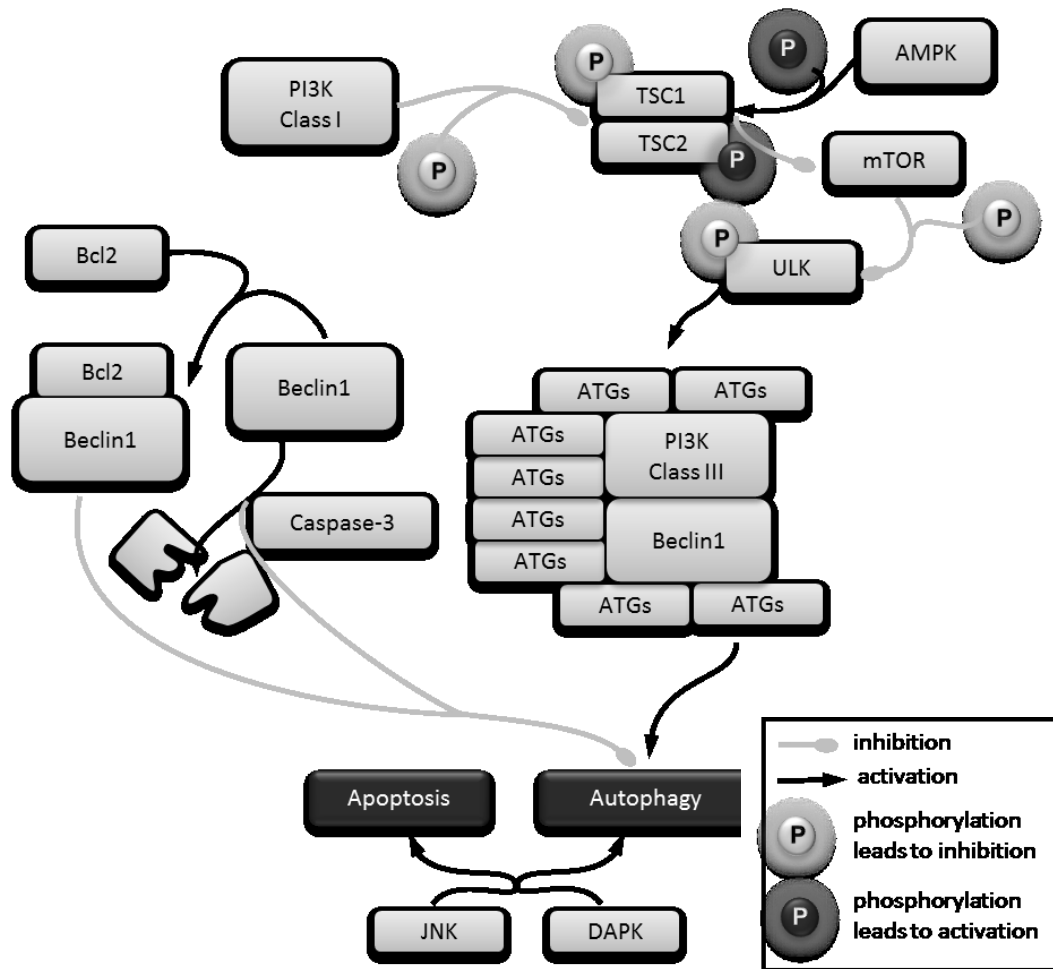 P
P
AMPK
PI3K
Class I
TSC1
TSC2
P
P
mTOR
P
P
ULK
Bcl2
Bcl2
Beclin1
Beclin1
ATGs
ATGs
ATGs
PI3K
Class III
ATGs
ATGs
Beclin1
ATGs
ATGs
ATGs
Caspase-3
Apoptosis
Autophagy
JNK
DAPK
inhibition
activation
P
phosphorylation
leads to inhibition
P
phosphorylation
leads to activation